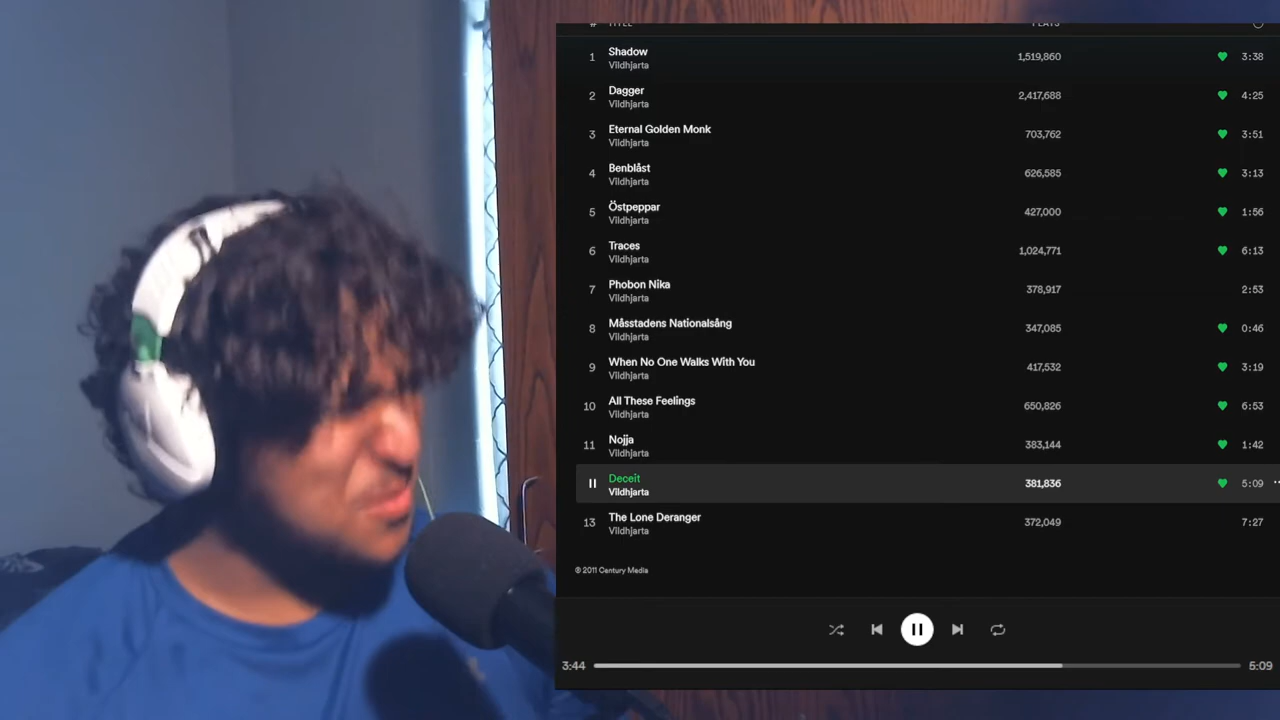 # TITLE PLAYS
1 Shadow 1,519,860 3:38
Vildhjarta
2 Dagger 2,417,688 4:25
Vildhjarta
3 Eternal Golden Monk 703,762 3:51
Vildhjarta
4 Benblåst 626,585 3:13
Vildhjarta
5 Östpeppar 427,000 1:56
Vildhjarta
6 Traces 1,024,771 6:13
Vildhjarta
7 Phobon Nika 378,917 2:53
Vildhjarta
8 Måsstadens Nationalsång 347,085 0:46
Vildhjarta
9 When No One Walks With You 417,532 3:19
Vildhjarta
10 All These Feelings 650,826 6:53
Vildhjarta
11 Nojja 383,144 1:42
Vildhjarta
Deceit 381,836 5:09
Vildhjarta
13 The Lone Deranger 372,049 7:27
Vildhjarta
© 2011 Century Media
3:44 5:09